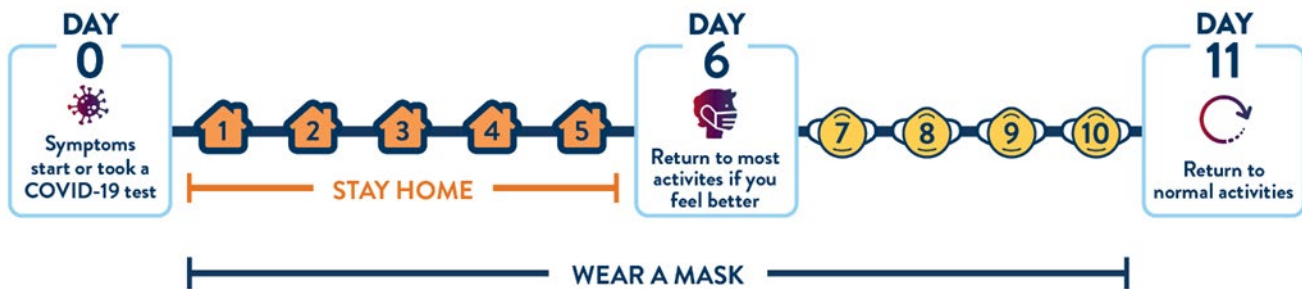 DAY
0
Symptoms
start or took a
COVID-19 test
1
2
3
4
5
STAY HOME
DAY
6
Return to most
activites if you
feel better
7
8
9
10
DAY
11
Return to
normal activities
WEAR A MASK